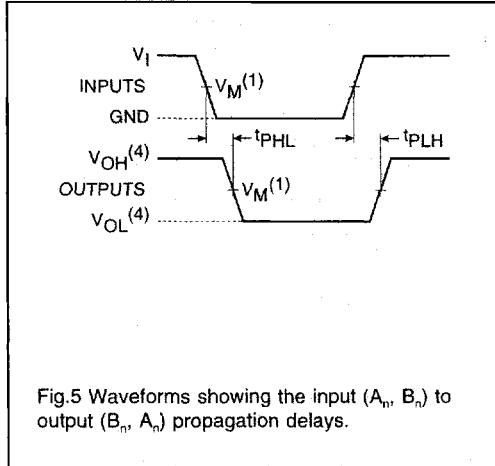 V_I
INPUTS
V_M(1)
GND
t_PHL
t_PLH
V_OH(4)
OUTPUTS
V_M(1)
V_OL(4)
Fig.5 Waveforms showing the input (A_n, B_n) to
output (B_n, A_n) propagation delays.